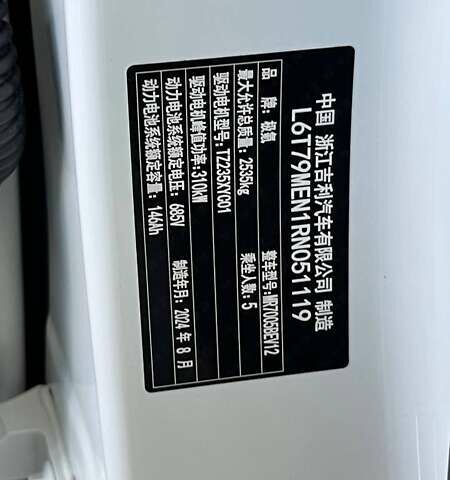 中国 浙江吉利汽车有限公司 制造
L6T79MEN1RN051119
品 牌：极氪 整车型号：MR7005BEV12
最大允许总质量：2535kg 乘坐人数：5
驱动电机型号：TZ235XYC01
驱动电机峰值功率：310kW
动力电池系统额定电压：685V 制造年月：2024 年 8 月
动力电池系统额定容量：146Ah